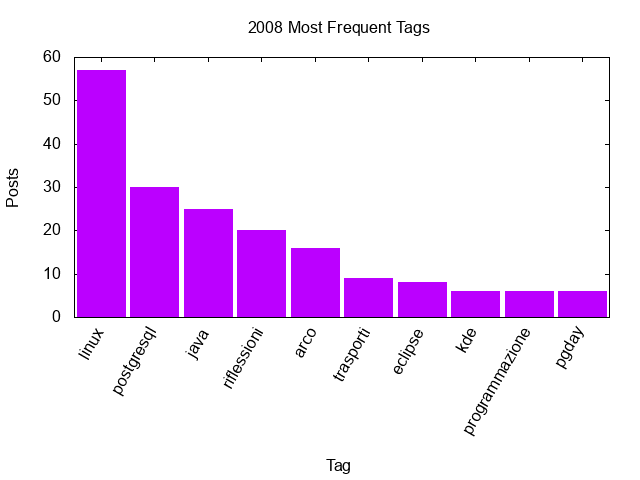 2008 Most Frequent Tags
60
50
40
30
20
10
0
Posts
linux
postgresql
java
riflessioni
arco
trasporti
eclipse
kde
programmazione
pgday
Tag